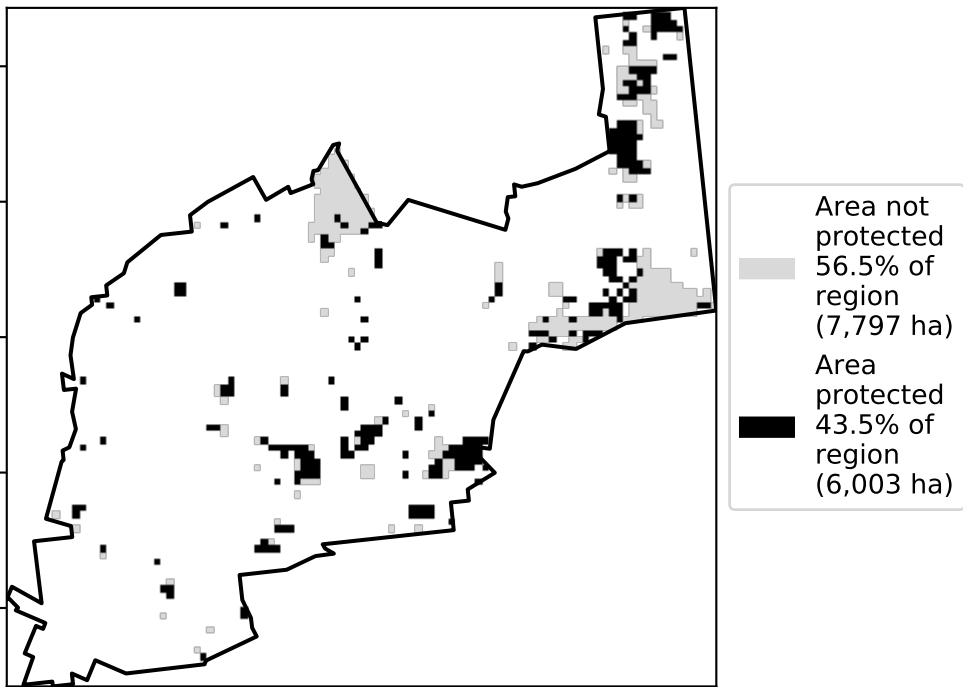 Area not
protected
56.5% of
region
(7,797 ha)
Area
protected
43.5% of
region
(6,003 ha)